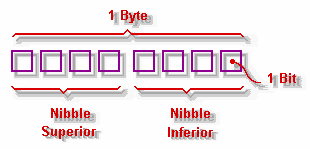 1 Byte
1 Bit
Nibble Superior
Nibble Inferior